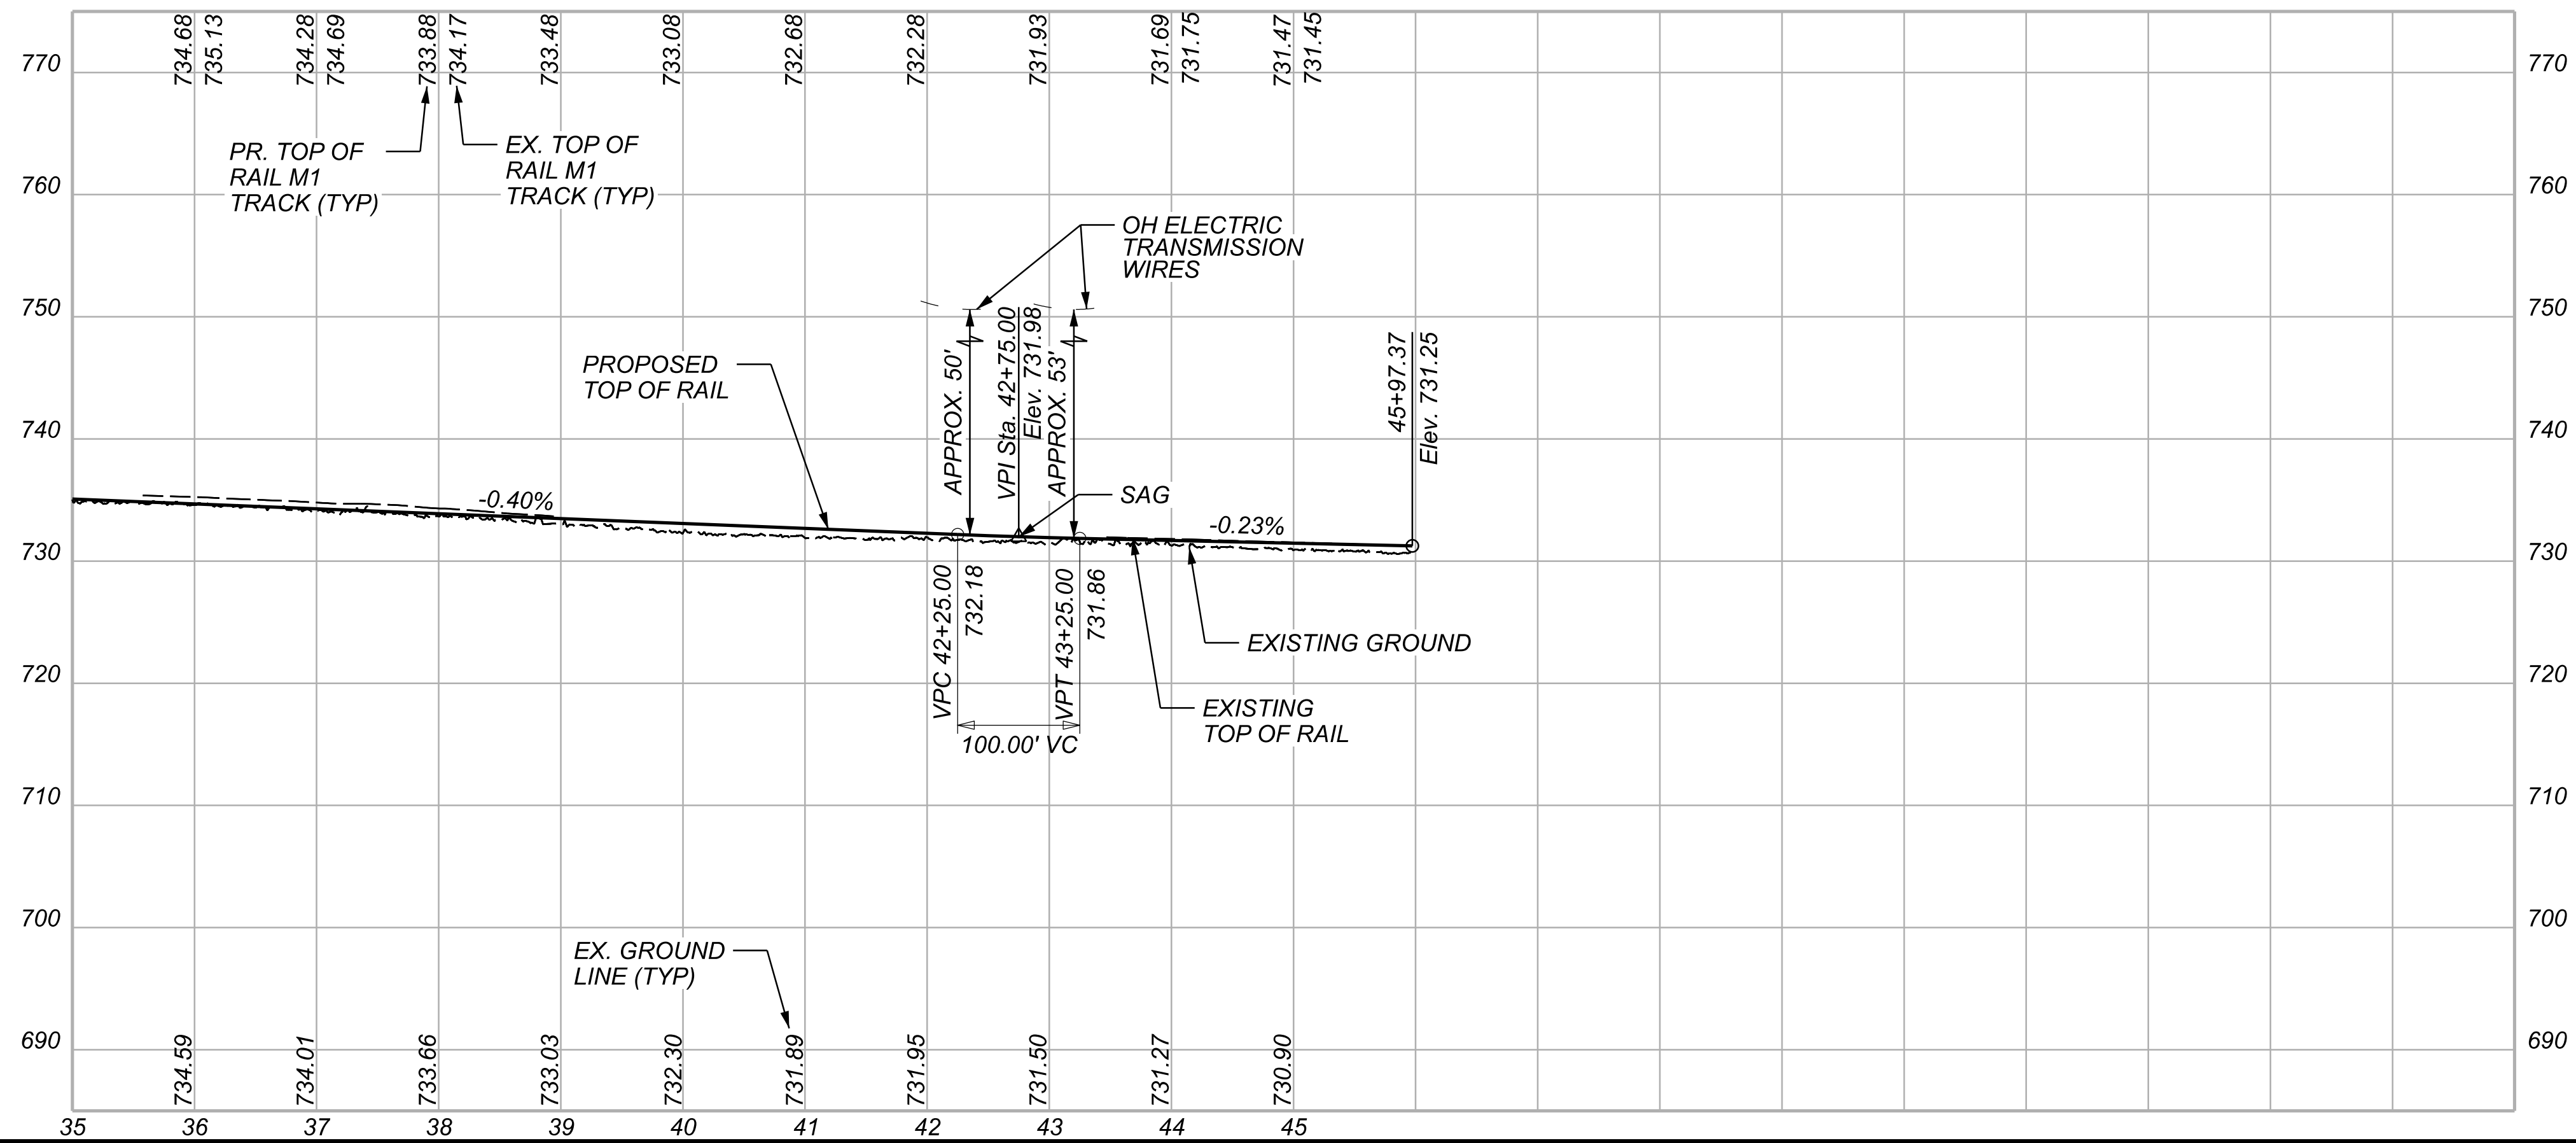 734.68
735.13
734.28
734.69
733.88
734.17
733.48
733.08
732.68
732.28
731.93
731.69
731.75
731.47
731.45
770
770
PR. TOP OF
RAIL M1
TRACK (TYP)
EX. TOP OF
RAIL M1
TRACK (TYP)
760
760
OH ELECTRIC
TRANSMISSION
WIRES
750
750
PROPOSED
TOP OF RAIL
APPROX. 50'
VPI Sta. 42+75.00
Elev. 731.98
APPROX. 53'
45+97.37
Elev. 731.25
740
740
-0.40%
SAG
-0.23%
730
730
VPC 42+25.00
732.18
VPT 43+25.00
731.86
EXISTING GROUND
720
720
EXISTING
TOP OF RAIL
100.00' VC
710
710
700
700
EX. GROUND
LINE (TYP)
690
690
734.59
734.01
733.66
733.03
732.30
731.89
731.95
731.50
731.27
730.90
35
36
37
38
39
40
41
42
43
44
45